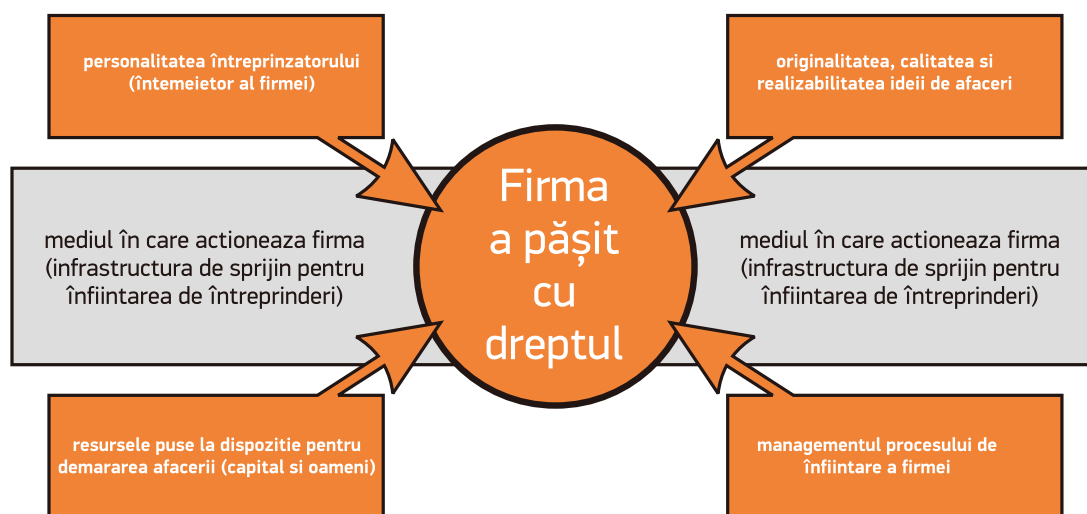 personalitatea întreprinzatorului
(întemeietor al firmei)
originalitatea, calitatea si
realizabilitatea ideii de afaceri
mediul în care actioneaza firma
(infrastructura de sprijin pentru
înfiintarea de întreprinderi)
Firma
a pășit
cu
dreptul
mediul în care actioneaza firma
(infrastructura de sprijin pentru
înfiintarea de întreprinderi)
resursele puse la dispozitie pentru
demararea afacerii (capital si oameni)
managementul procesului de
înfiintare a firmei